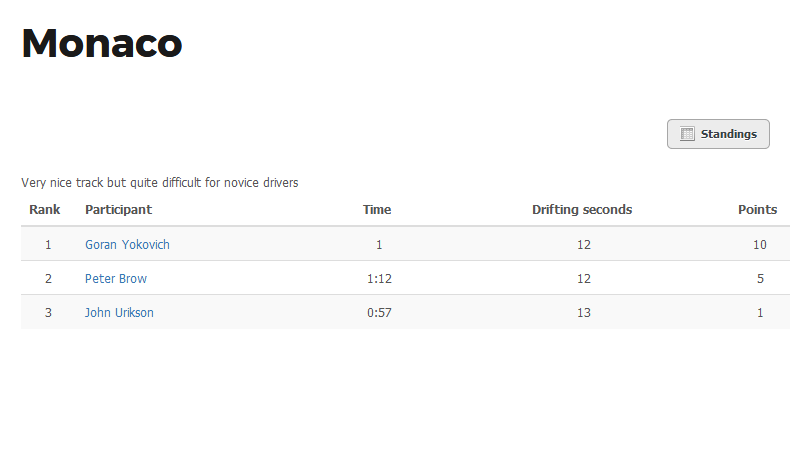 Monaco
Standings
Very nice track but quite difficult for novice drivers
Rank Participant Time Drifting seconds Points
1 Goran Yokovich 1 12 10
2 Peter Brow 1:12 12 5
3 John Urikson 0:57 13 1